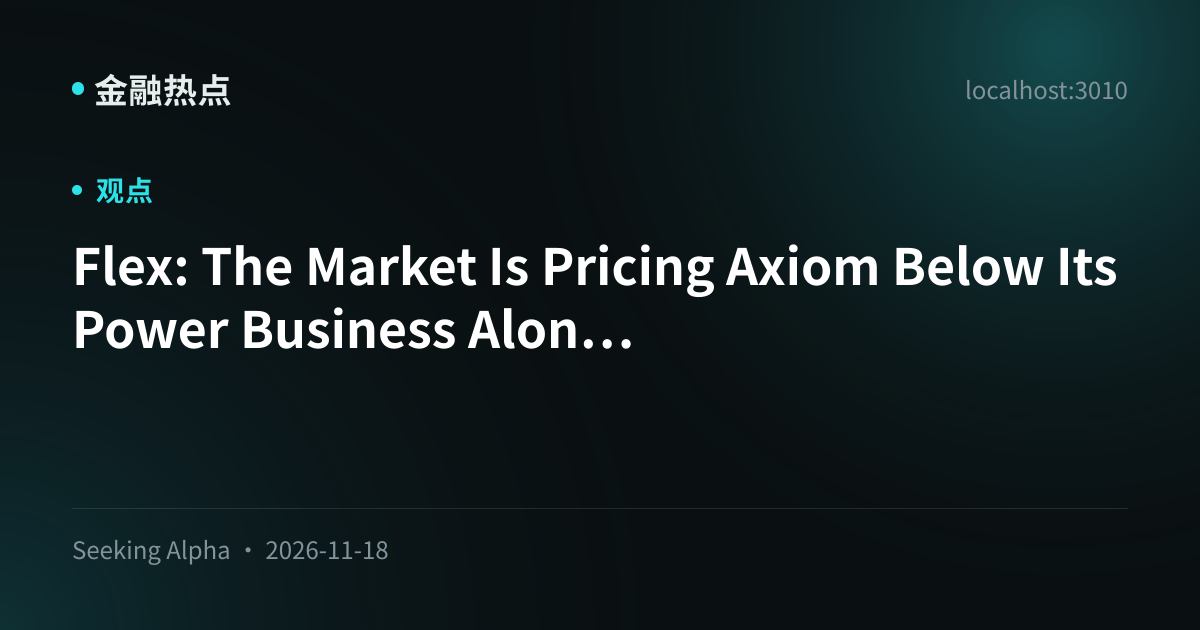 金融热点
localhost:3010
观点
Flex: The Market Is Pricing Axiom Below Its
Power Business Alon…
Seeking Alpha · 2026-11-18